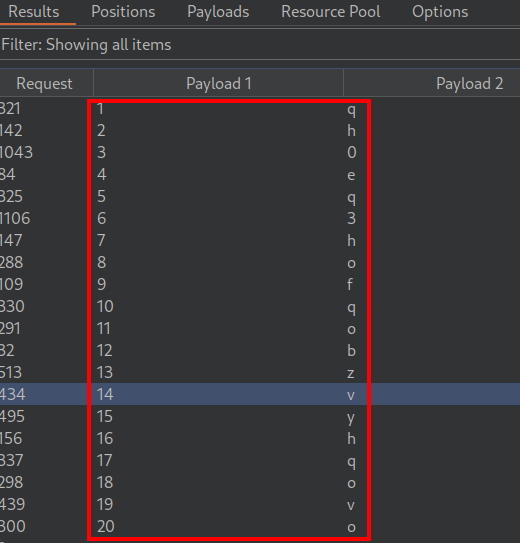 Results Positions Payloads Resource Pool Options
Filter: Showing all items
Request Payload 1 Payload 2
321 1 q
142 2 h
1043 3 0
84 4 e
325 5 q
1106 6 3
147 7 h
288 8 o
109 9 f
330 10 q
291 11 o
32 12 b
513 13 z
434 14 v
495 15 y
156 16 h
337 17 q
298 18 o
439 19 v
300 20 o